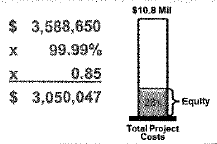 $10.8 Mil
$ 3,588,650
x 99.99%
x 0.85
$ 3,050,047
Equity
Total Project
Costs